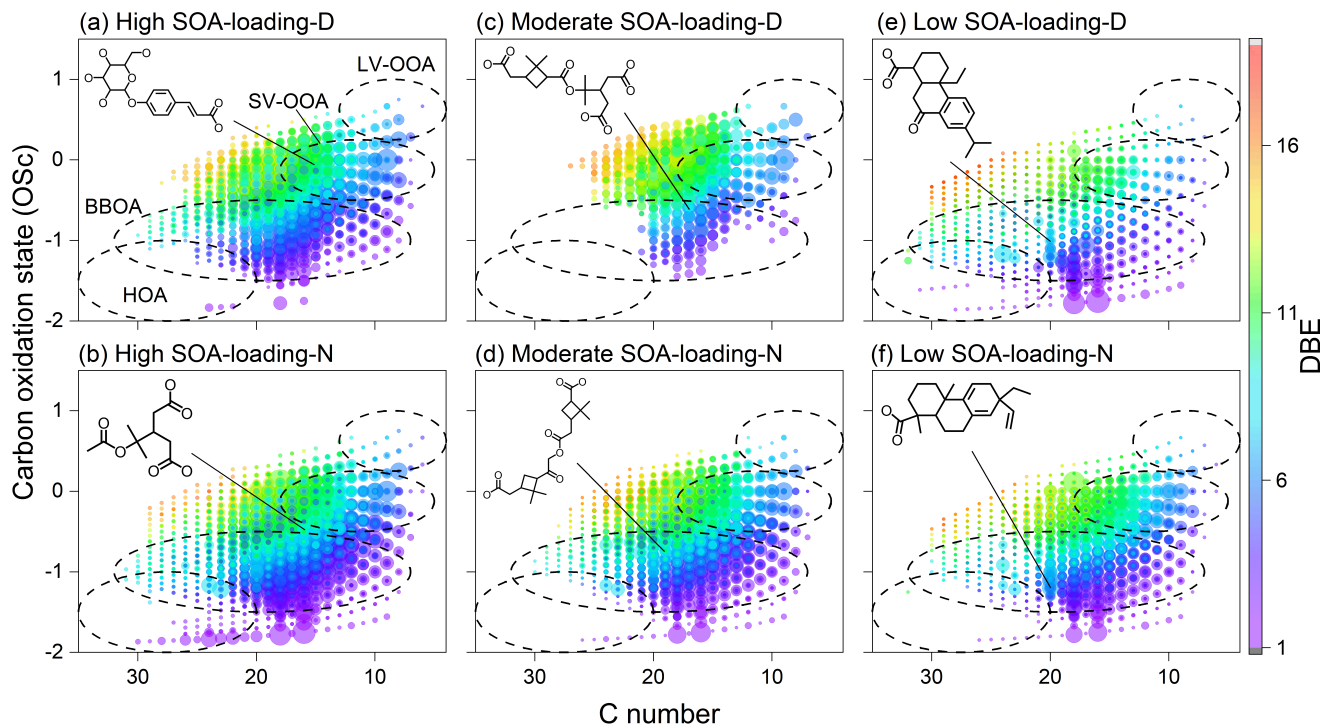 (a) High SOA-loading-D
(c) Moderate SOA-loading-D
(e) Low SOA-loading-D
LV-OOA
SV-OOA
BBOA
HOA
1
0
-1
-2
(b) High SOA-loading-N
(d) Moderate SOA-loading-N
(f) Low SOA-loading-N
1
0
-1
-2
30 20 10
30 20 10
30 20 10
C number
Carbon oxidation state (OSc)
16
11
6
1
DBE
O O O O O O O O
O O O O O O O O
O O O
O O O O O O
O O O O O O O
O O